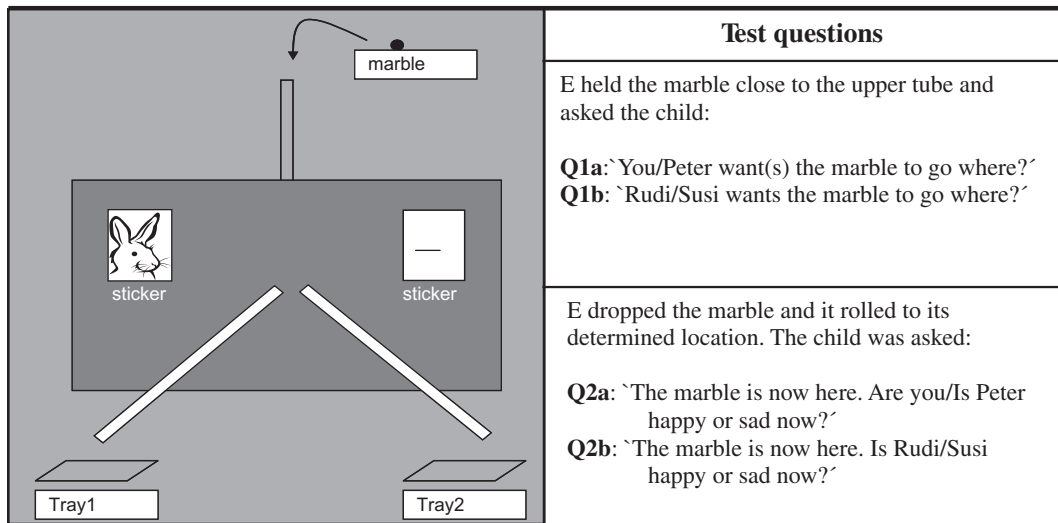 marble
sticker
sticker
Tray1
Tray2
Test questions
E held the marble close to the upper tube and
asked the child:
Q1a:`You/Peter want(s) the marble to go where?´
Q1b: `Rudi/Susi wants the marble to go where?´
E dropped the marble and it rolled to its
determined location. The child was asked:
Q2a: `The marble is now here. Are you/Is Peter
happy or sad now?´
Q2b: `The marble is now here. Is Rudi/Susi
happy or sad now?´